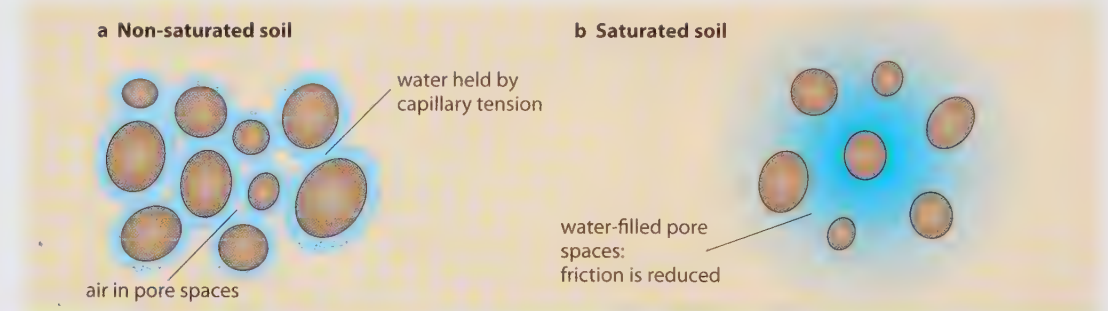 a Non-saturated soil
water held by
capillary tension
air in pore spaces
b Saturated soil
water-filled pore
spaces:
friction is reduced